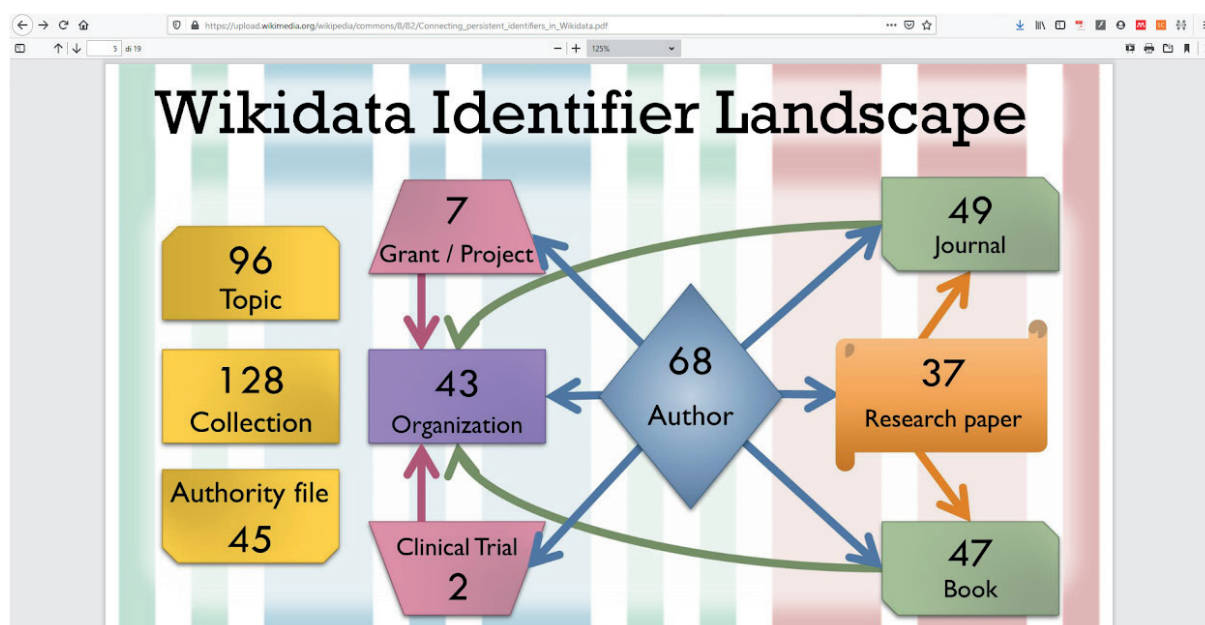 https://upload.wikimedia.org/wikipedia/commons/8/82/Connecting_persistent_identifiers_in_Wikidata.pdf
5 di 19
125%
Wikidata Identifier Landscape
7
Grant / Project
49
Journal
96
Topic
128
Collection
43
Organization
68
Author
37
Research paper
Authority file
45
Clinical Trial
2
47
Book